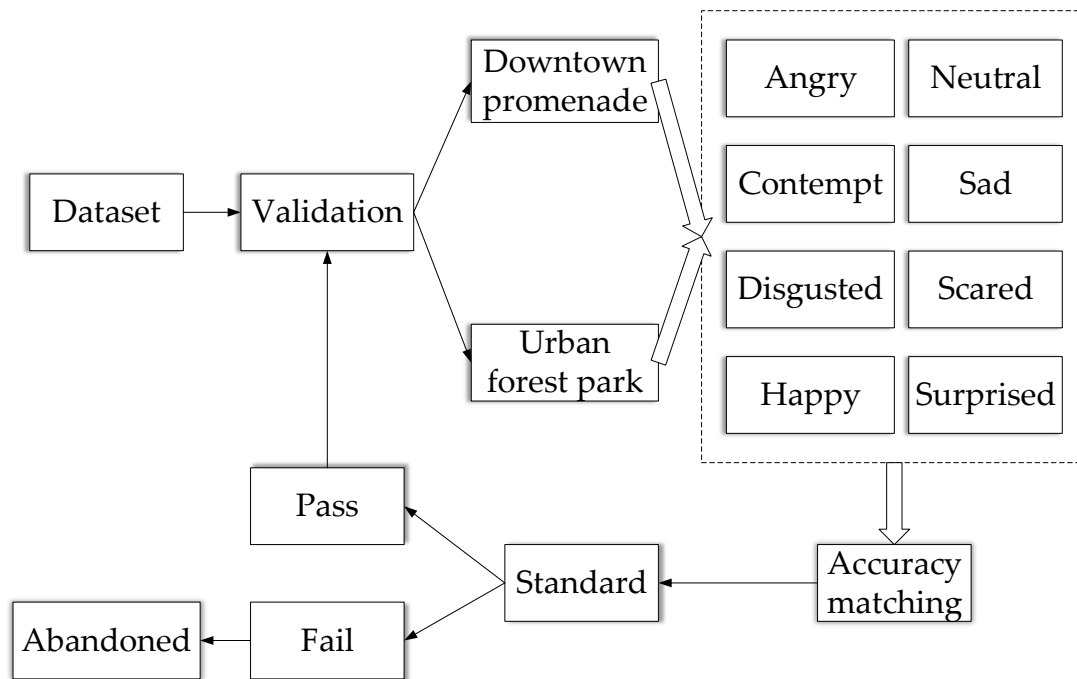 Downtown
promenade
Angry
Neutral
Dataset
Validation
Contempt
Sad
Disgusted
Scared
Urban
forest park
Happy
Surprised
Pass
Standard
Accuracy
matching
Abandoned
Fail